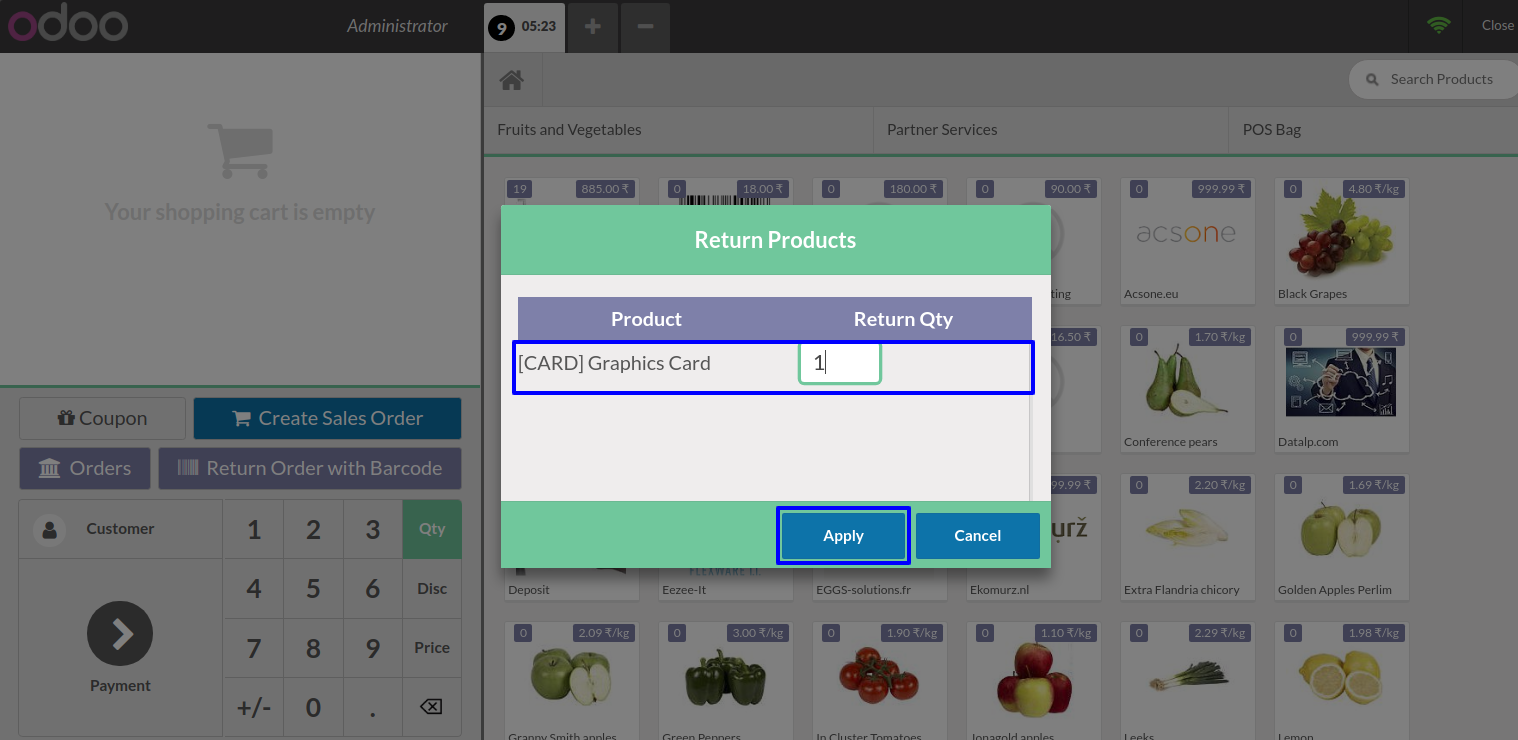 odoo
Administrator
9 05:23
Close
Search Products
Fruits and Vegetables
Partner Services
POS Bag
Your shopping cart is empty
19 885.00 ₹
0 18.00 ₹
0 180.00 ₹
0 90.00 ₹
0 999.99 ₹
0 4.80 ₹/kg
acsone
ting
Acsone.eu
Black Grapes
Return Products
Product Return Qty
[CARD] Graphics Card 1
Apply
Cancel
16.50 ₹
0 1.70 ₹/kg
0 999.99 ₹
Conference pears
Datalp.com
99.99 ₹
0 2.20 ₹/kg
0 1.69 ₹/kg
urž
Deposit
Eezee-It
EGGS-solutions.fr
Ekomurz.nl
Extra Flandria chicory
Golden Apples Perlim
0 2.09 ₹/kg
0 3.00 ₹/kg
0 1.90 ₹/kg
0 1.10 ₹/kg
0 2.29 ₹/kg
0 1.98 ₹/kg
Granny Smith apples
Green Peppers
In Cluster Tomatoes
Jonagold apples
Leeks
Lemon
Coupon
Create Sales Order
Orders
Return Order with Barcode
Customer
1 2 3 Qty
4 5 6 Disc
7 8 9 Price
Payment
+/- 0 .